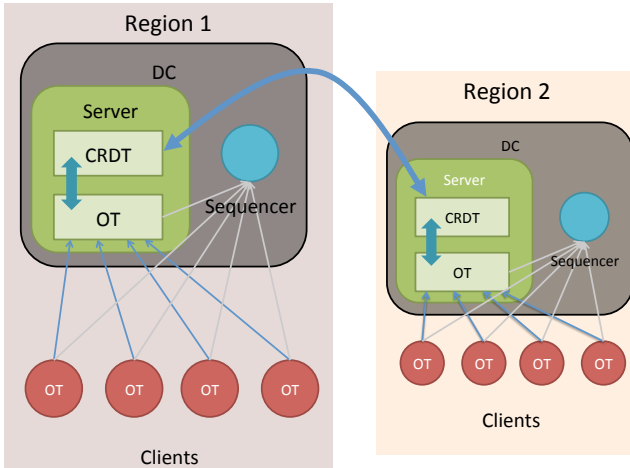 Region 1
DC
Server
CRDT
OT
Sequencer
OT
OT
OT
OT
Clients
Region 2
DC
Server
CRDT
OT
Sequencer
OT
OT
OT
OT
Clients